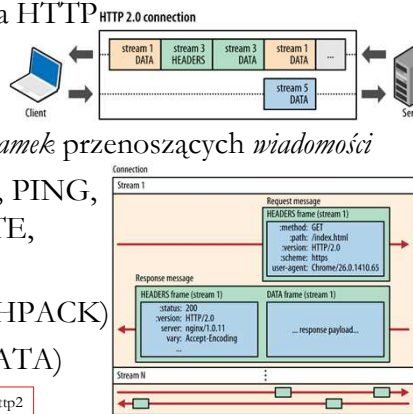 a HTTP
HTTP 2.0 connection
stream 1 DATA
stream 3 HEADERS
stream 3 DATA
stream 1 DATA
...
stream 5 DATA
Client
Ser
amek przenoszących wiadomości
, PING,
TE,
HPACK)
ATA)
ttp2
Connection
Stream 1
Request message
HEADERS frame (stream 1)
:method: GET
:path: /index.html
:version: HTTP/2.0
:scheme: https
user-agent: Chrome/26.0.1410.65
Response message
HEADERS frame (stream 1)
:status: 200
:version: HTTP/2.0
server: nginx/1.0.11
vary: Accept-Encoding
...
DATA frame (stream 1)
... response payload...
Stream N